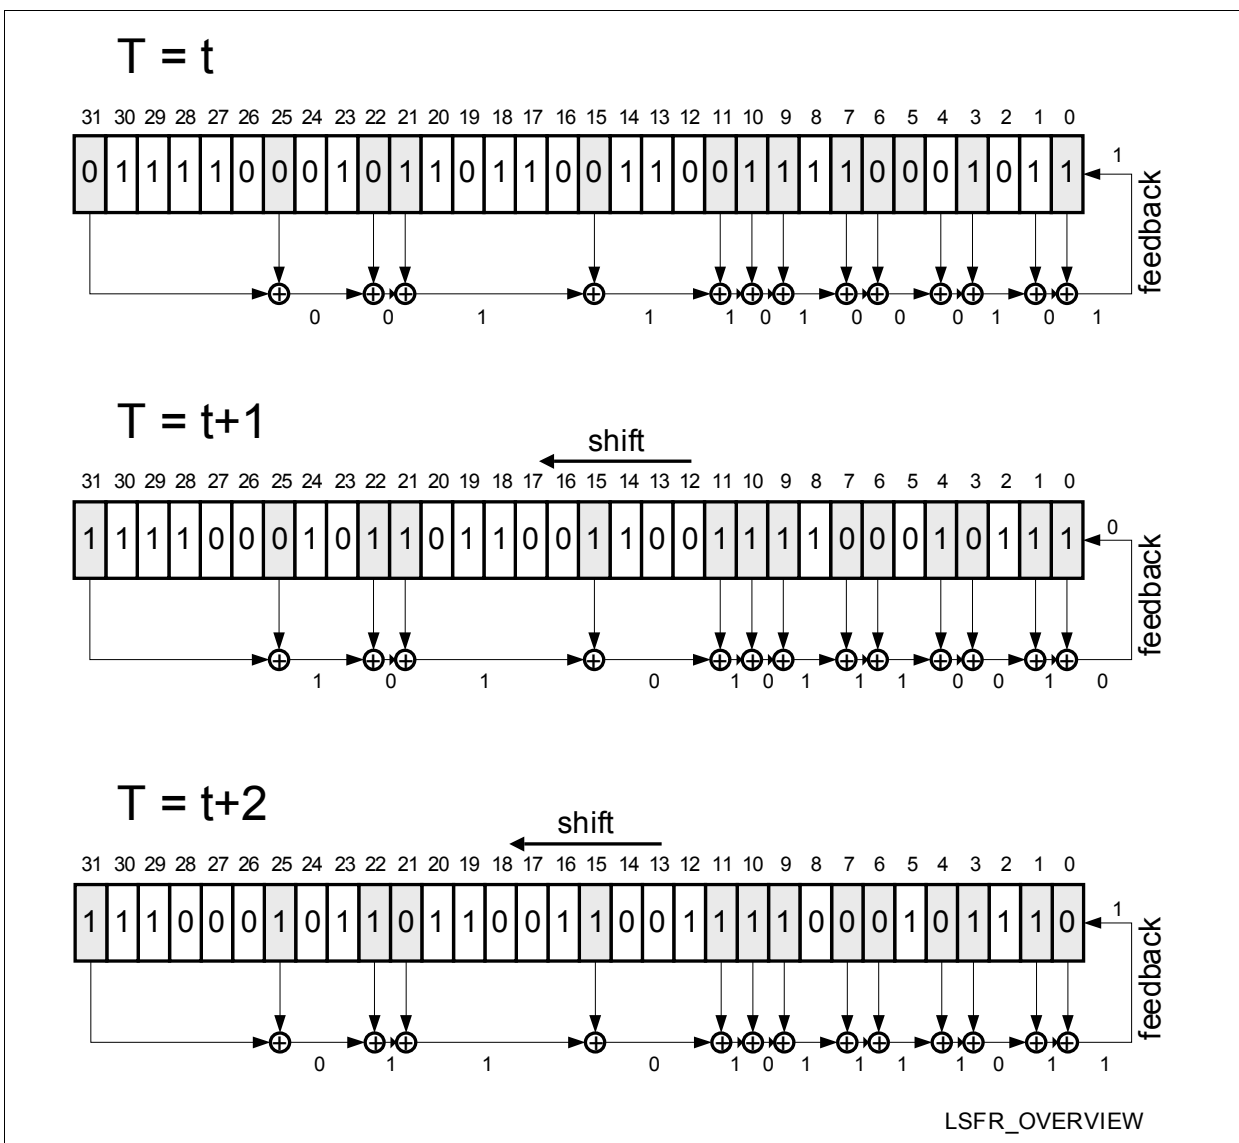 T = t
31 30 29 28 27 26 25 24 23 22 21 20 19 18 17 16 15 14 13 12 11 10 9 8 7 6 5 4 3 2 1 0
0 1 1 1 1 0 0 0 1 0 1 1 0 1 1 0 0 1 1 0 0 1 1 1 1 0 0 0 1 0 1 1 1
feedback
0 0 1 1 1 0 1 0 0 0 1 0 1
T = t+1
shift
31 30 29 28 27 26 25 24 23 22 21 20 19 18 17 16 15 14 13 12 11 10 9 8 7 6 5 4 3 2 1 0
1 1 1 1 0 0 0 1 0 1 1 0 1 1 0 0 1 1 0 0 1 1 1 1 0 0 0 1 0 1 1 1 0
feedback
1 0 1 0 1 0 1 1 1 0 0 1 0
T = t+2
shift
31 30 29 28 27 26 25 24 23 22 21 20 19 18 17 16 15 14 13 12 11 10 9 8 7 6 5 4 3 2 1 0
1 1 1 0 0 0 1 0 1 1 0 1 1 0 0 1 1 0 0 1 1 1 1 0 0 0 1 0 1 1 1 0 1
feedback
0 1 1 0 1 0 1 1 1 1 0 1 1
LSFR_OVERVIEW